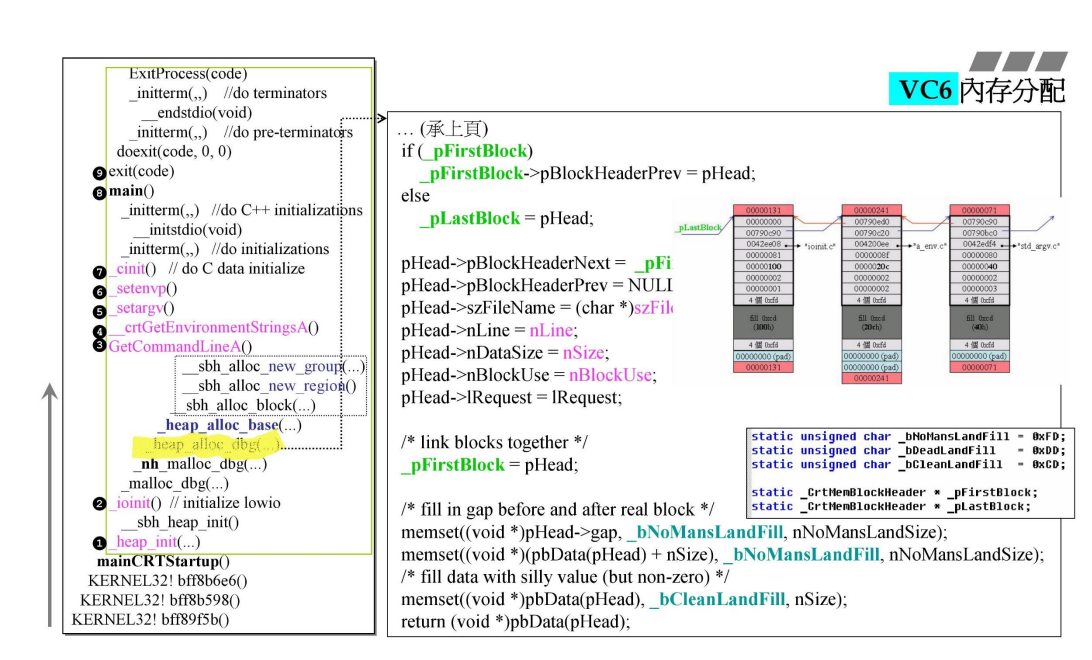 VC6 內存分配
ExitProcess(code)
_initterm(,,) //do terminators
__endstdio(void)
_initterm(,,) //do pre-terminators
doexit(code, 0, 0)
❾ exit(code)
❽ main()
_initterm(,,) //do C++ initializations
__initstdio(void)
_initterm(,,) //do initializations
❼ _cinit() // do C data initialize
❻ _setenvp()
❺ _setargv()
❹ __crtGetEnvironmentStringsA()
❸ GetCommandLineA()
__sbh_alloc_new_group(...)
__sbh_alloc_new_region()
__sbh_alloc_block(...)
_heap_alloc_base(...)
_heap_alloc_dbg(...)
_nh_malloc_dbg(...)
_malloc_dbg(...)
❷ _ioinit() // initialize lowio
__sbh_heap_init()
❶ _heap_init(...)
mainCRTStartup()
KERNEL32! bff8b6e6()
KERNEL32! bff8b598()
KERNEL32! bff89f5b()
... (承上頁)
if (_pFirstBlock)
_pFirstBlock->pBlockHeaderPrev = pHead;
else
_pLastBlock = pHead;
pHead->pBlockHeaderNext = _pFi
pHead->pBlockHeaderPrev = NULL
pHead->szFileName = (char *)szFile
pHead->nLine = nLine;
pHead->nDataSize = nSize;
pHead->nBlockUse = nBlockUse;
pHead->lRequest = lRequest;
/* link blocks together */
_pFirstBlock = pHead;
/* fill in gap before and after real block */
memset((void *)pHead->gap, _bNoMansLandFill, nNoMansLandSize);
memset((void *)(pbData(pHead) + nSize), _bNoMansLandFill, nNoMansLandSize);
/* fill data with silly value (but non-zero) */
memset((void *)pbData(pHead), _bCleanLandFill, nSize);
return (void *)pbData(pHead);
_pLastBlock
00000131
00000000
00790c90
0042ee08
"ioinit.c"
00000081
00000100
00000002
00000001
4 個 0xfd
fill 0xcd
(100h)
4 個 0xfd
00000000 (pad)
00000131
00000241
00790ed0
00790c20
004200ee
"a_env.c"
0000008f
0000020c
00000002
00000002
4 個 0xfd
fill 0xcd
(20ch)
4 個 0xfd
00000000 (pad)
00000000 (pad)
00000241
00000071
00790c90
00790bc0
0042edf4
"std_argv.c"
00000080
00000040
00000002
00000003
4 個 0xfd
fill 0xcd
(40h)
4 個 0xfd
00000000 (pad)
00000071
static unsigned char _bNoMansLandFill = 0xFD;
static unsigned char _bDeadLandFill = 0xDD;
static unsigned char _bCleanLandFill = 0xCD;
static _CrtMemBlockHeader * _pFirstBlock;
static _CrtMemBlockHeader * _pLastBlock;